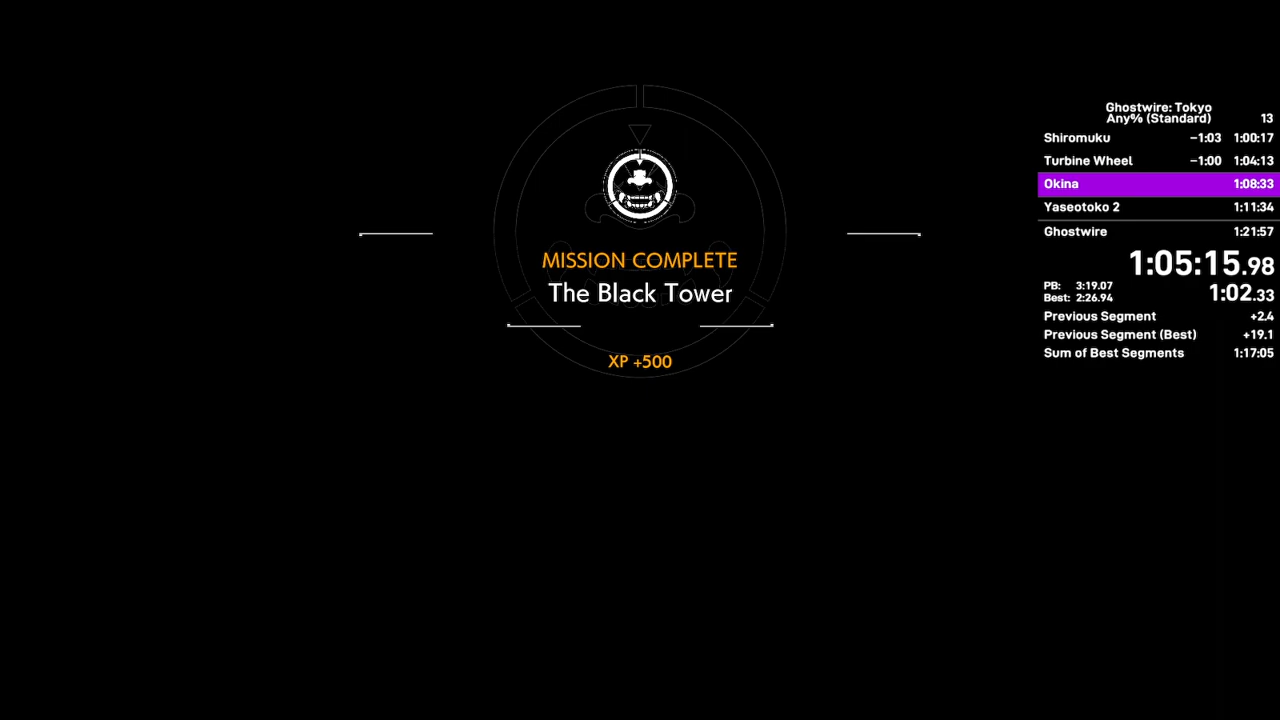 MISSION COMPLETE
The Black Tower
XP +500
Ghostwire: Tokyo
Any% (Standard) 13
Shiromuku −1:03 1:00:17
Turbine Wheel −1:00 1:04:13
Okina 1:08:33
Yaseotoko 2 1:11:34
Ghostwire 1:21:57
1:05:15.98
PB: 3:19.07
Best: 2:26.94
1:02.33
Previous Segment +2.4
Previous Segment (Best) +19.1
Sum of Best Segments 1:17:05